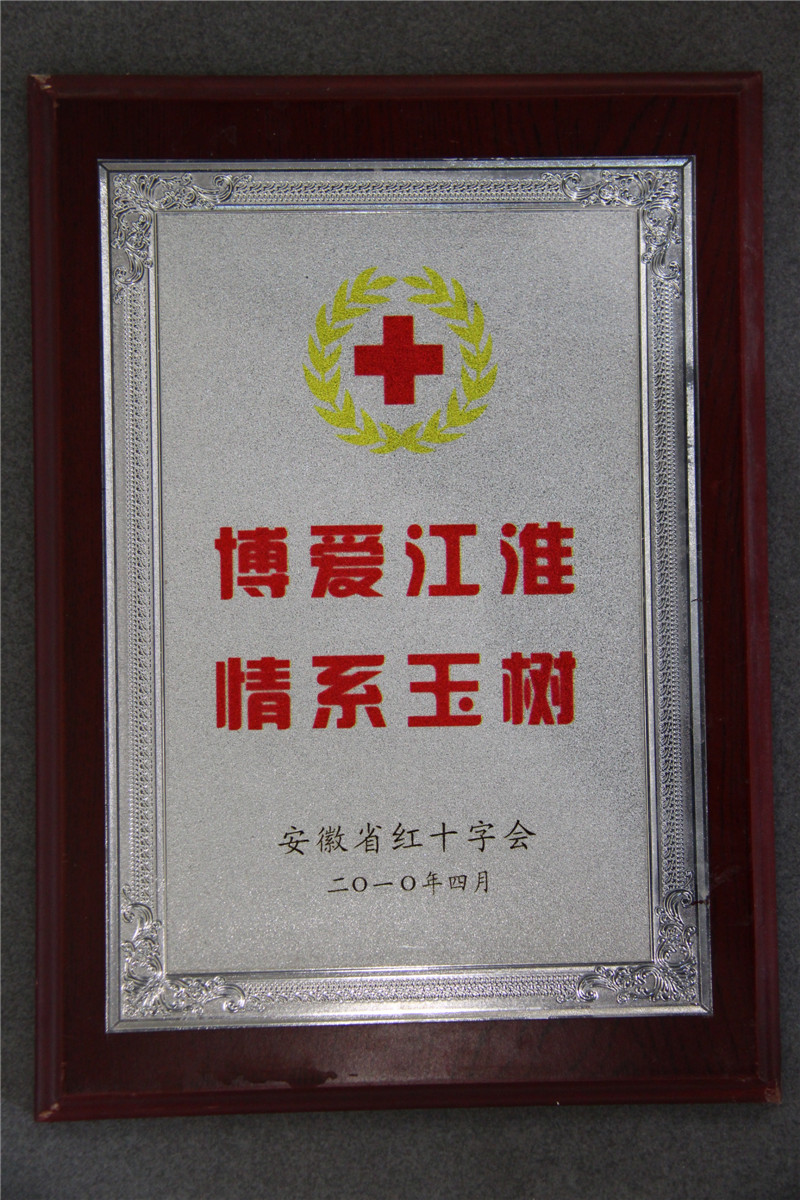 博爱江淮
情系玉树
安徽省红十字会
二〇一〇年四月